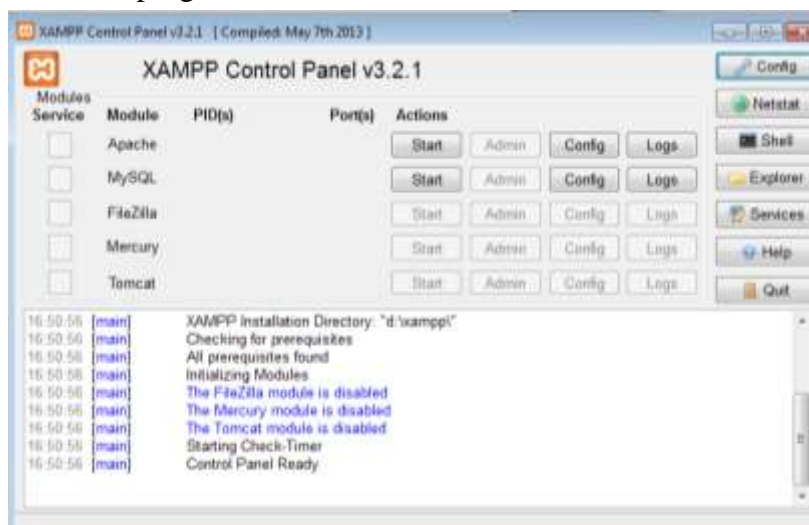 XAMPP Control Panel v3.2.1 [ Compiled: May 7th 2013 ]
XAMPP Control Panel v3.2.1
Config
Modules
Service Module PID(s) Port(s) Actions
Netstat
Apache Start Admin Config Logs
Shell
MySQL Start Admin Config Logs
Explorer
FileZilla Start Admin Config Logs
Services
Mercury Start Admin Config Logs
Help
Tomcat Start Admin Config Logs
Quit
16:50:56 [main] XAMPP Installation Directory: "d:\xampp\"
16:50:56 [main] Checking for prerequisites
16:50:56 [main] All prerequisites found
16:50:56 [main] Initializing Modules
16:50:56 [main] The FileZilla module is disabled
16:50:56 [main] The Mercury module is disabled
16:50:56 [main] The Tomcat module is disabled
16:50:56 [main] Starting Check-Timer
16:50:56 [main] Control Panel Ready